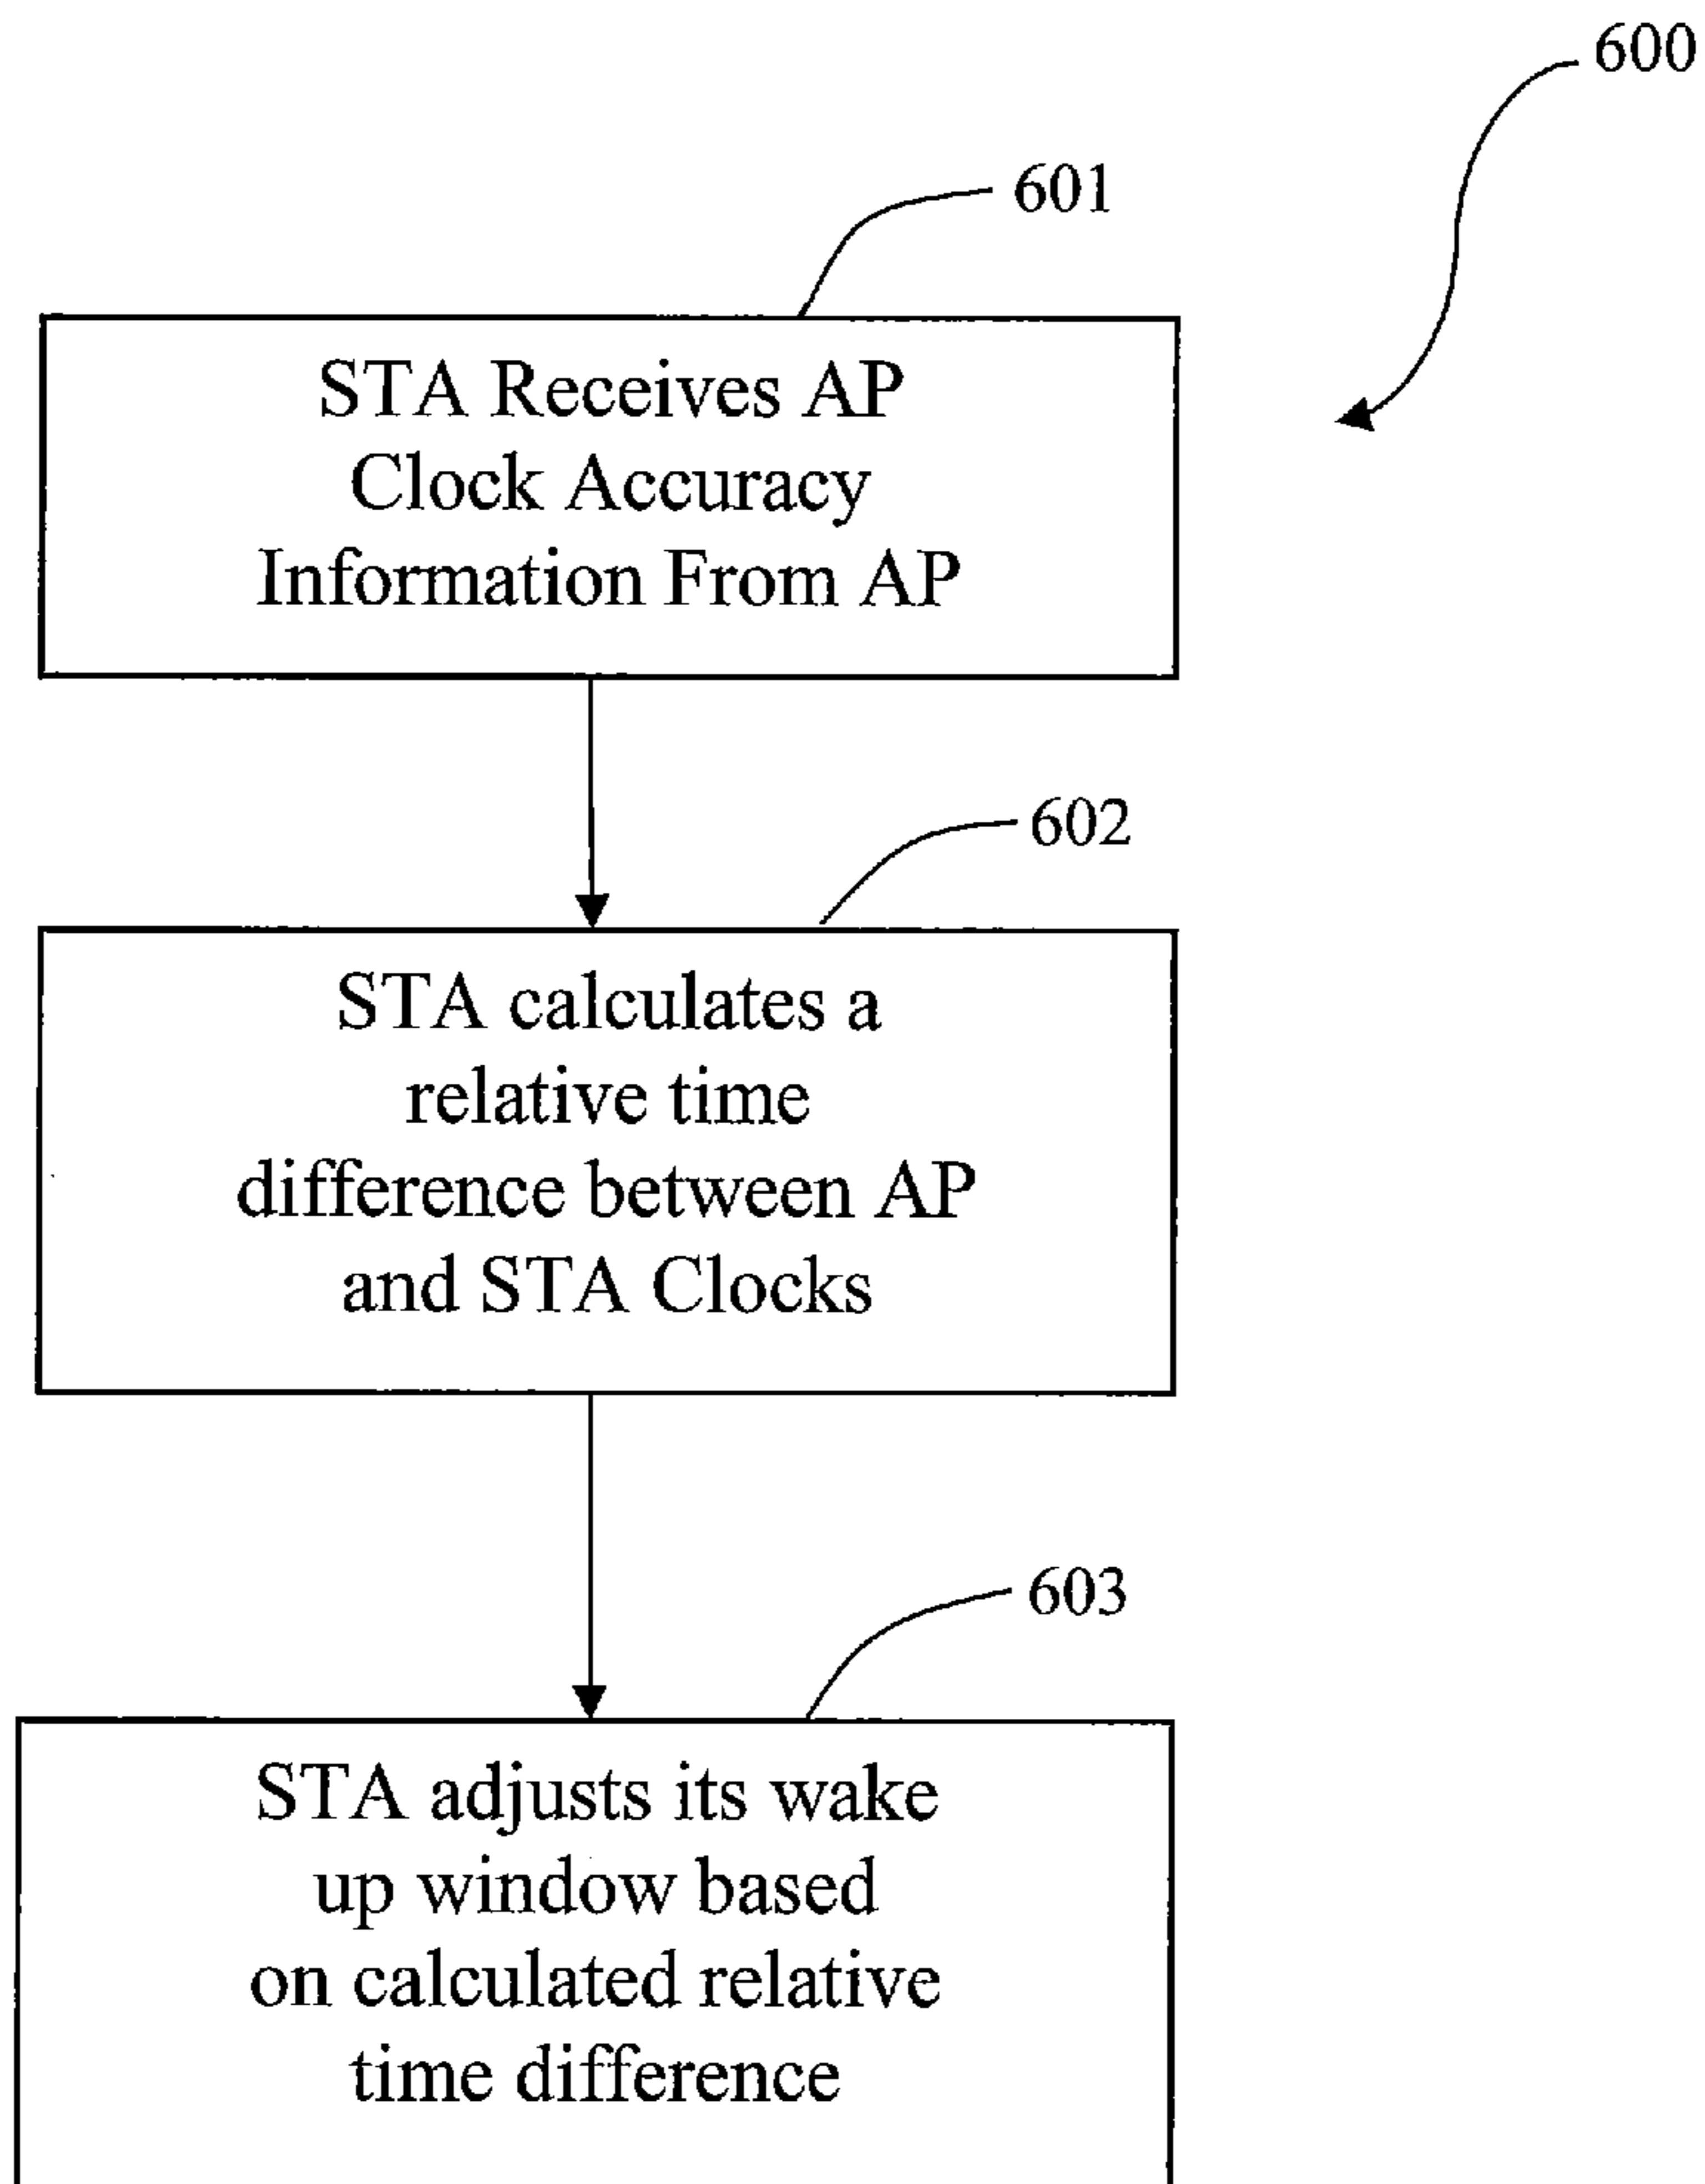 600
601
STA Receives AP
Clock Accuracy
Information From AP
602
STA calculates a
relative time
difference between AP
and STA Clocks
603
STA adjusts its wake
up window based
on calculated relative
time difference